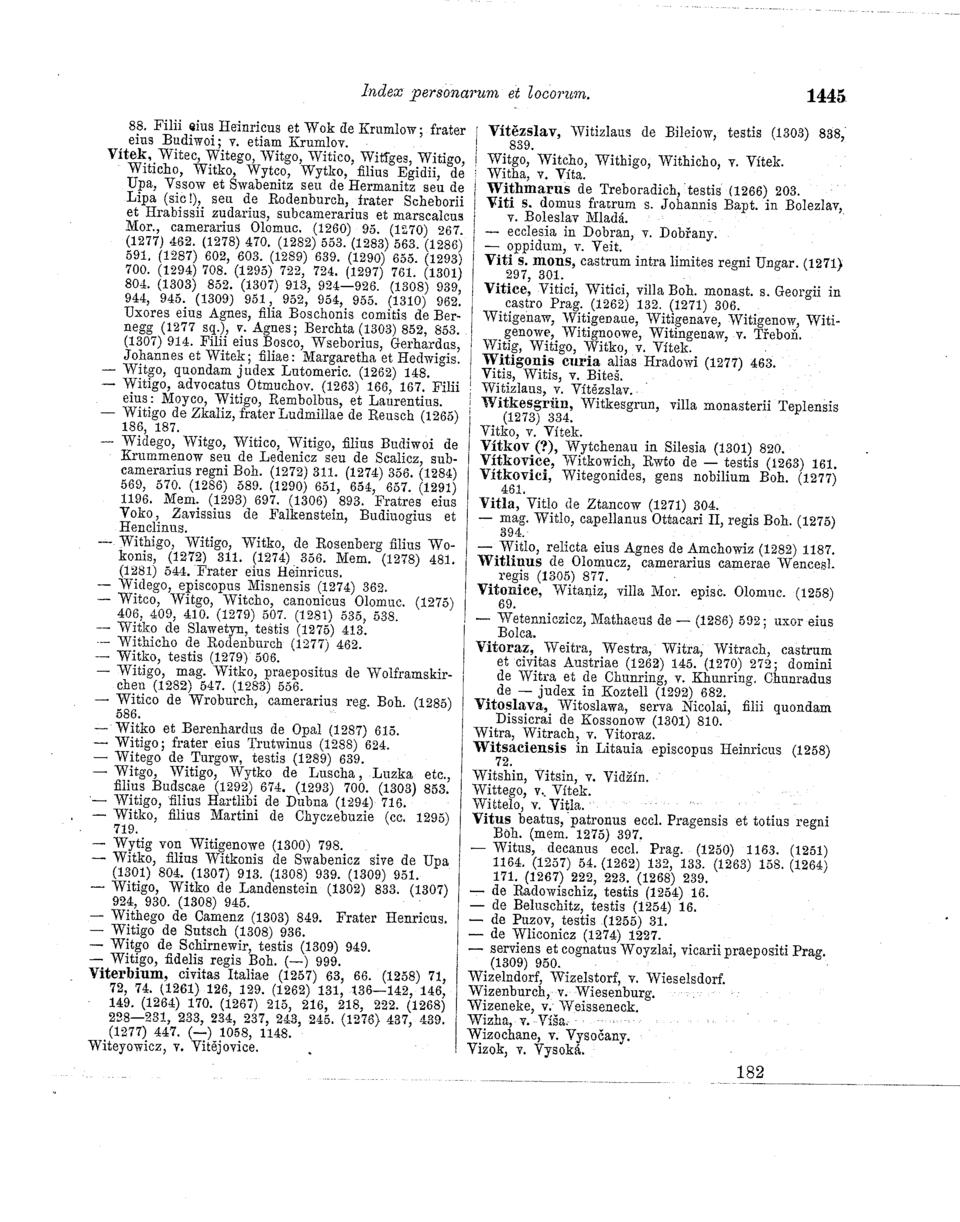 Index personarum et locorum.
1445
88. Filii eius Heinricus et Wok de Krumlow; frater
eius Budiwoi; v. etiam Krumlov.
Vítek, Witec, Witego, Witgo, Witico, Witfges, Witigo,
Witicho, Witko, Wytco, Wytko, filius Egidii, de
Upa, Vssow et Swabenitz seu de Hermanitz seu de
Lipa (sic!), seu de Rodenburch, frater Scheborii
et Hrabissii zudarius, subcamerarius et marscalcus
Mor., camerarius Olomuc. (1260) 95. (1270) 267.
(1277) 462. (1278) 470. (1282) 553. (1283) 563. (1286)
591. (1287) 602, 603. (1289) 639. (1290) 655. (1293)
700. (1294) 708. (1295) 722, 724. (1297) 761. (1301)
804. (1303) 852. (1307) 913, 924—926. (1308) 939,
944, 945. (1309) 951, 952, 954, 955. (1310) 962.
Uxores eius Agnes, filia Boschonis comitis de Ber-
negg (1277 sq.), v. Agnes; Berchta (1303) 852, 853.
(1307) 914. Filii eius Bosco, Wseborius, Gerhardus,
Johannes et Witek; filiae: Margaretha et Hedwigis.
— Witgo, quondam judex Lutomeric. (1262) 148.
— Witigo, advocatus Otmuchov. (1263) 166, 167. Filii
eius: Moyco, Witigo, Rembolbus, et Laurentius.
— Witigo de Zkaliz, frater Ludmillae de Reusch (1265)
186, 187.
— Widego, Witgo, Witico, Witigo, filius Budiwoi de
Krummenow seu de Ledenicz seu de Scalicz, sub-
camerarius regni Boh. (1272) 311. (1274) 356. (1284)
569, 570. (1286) 589. (1290) 651, 654, 657. (1291)
1196. Mem. (1293) 697. (1306) 893. Fratres eius
Voko, Zavissius de Falkenstein, Budiuogius et
Henclinus.
— Withigo, Witigo, Witko, de Rosenberg filius Wo-
konis, (1272) 311. (1274) 356. Mem. (1278) 481.
(1281) 544. Frater eius Heinricus.
— Widego, episcopus Misnensis (1274) 362.
— Witco, Witgo, Witcho, canonicus Olomuc. (1275)
406, 409, 410. (1279) 507. (1281) 535, 538.
— Witko de Slawetyn, testis (1275) 413.
— Withicho de Rodenburch (1277) 462.
— Witko, testis (1279) 506.
— Witigo, mag. Witko, praepositus de Wolframskir-
chen (1282) 547. (1283) 556.
— Witico de Wroburch, camerarius reg. Boh. (1285)
586.
— Witko et Berenhardus de Opal (1287) 615.
— Witigo; frater eius Trutwinus (1288) 624.
— Witego de Turgow, testis (1289) 639.
— Witgo, Witigo, Wytko de Luscha, Luzka etc.,
filius Budscae (1292) 674. (1293) 700. (1303) 853.
— Witigo, filius Hartlibi de Dubna (1294) 716.
— Witko, filius Martini de Chyczebuzie (cc. 1295)
719.
— Wytig von Witigenowe (1300) 798.
— Witko, filius Witkonis de Swabenicz sive de Upa
(1301) 804. (1307) 913. (1308) 939. (1309) 951.
— Witigo, Witko de Landenstein (1302) 833. (1307)
924, 930. (1308) 945.
— Withego de Camenz (1303) 849. Frater Henricus.
— Witigo de Sutsch (1308) 936.
— Witgo de Schirnewir, testis (1309) 949.
— Witigo, fidelis regis Boh. (—) 999.
Viterbium, civitas Italiae (1257) 63, 66. (1258) 71,
72, 74. (1261) 126, 129. (1262) 131, 136—142, 146,
149. (1264) 170. (1267) 215, 216, 218, 222. (1268)
228—231, 233, 234, 237, 243, 245. (1276) 437, 439.
(1277) 447. (—) 1058, 1148.
Witeyowicz, v. Vitějovice.
Vítězslav, Witizlaus de Bileiow, testis (1303) 838,
839.
Witgo, Witcho, Withigo, Withicho, v. Vítek.
Witha, v. Víta.
Withmarus de Treboradich, testis (1266) 203.
Viti s. domus fratrum s. Johannis Bapt. in Bolezlav,
v. Boleslav Mladá.
— ecclesia in Dobran, v. Dobřany.
— oppidum, v. Veit.
Viti s. mons, castrum intra limites regni Ungar. (1271)
297, 301.
Vitice, Vitici, Witici, villa Boh. monast. s. Georgii in
castro Prag. (1262) 132. (1271) 306.
Witigenaw, Witigenaue, Witigenave, Witigenow, Witi-
genowe, Witignoowe, Witingenaw, v. Třeboň.
Witig, Witigo, Witko, v. Vítek.
Witigonis curia alias Hradowi (1277) 463.
Vitis, Witis, v. Biteš.
Witizlaus, v. Vítězslav.
Witkesgrün, Witkesgrun, villa monasterii Teplensis
(1273) 334.
Vitko, v. Vítek.
Vítkov (?), Wytchenau in Silesia (1301) 820.
Vítkovice, Witkowich, Rwto de — testis (1263) 161.
Vítkovici, Witegonides, gens nobilium Boh. (1277)
461.
Vitla, Vitlo de Ztancow (1271) 304.
— mag. Witlo, capellanus Ottacari II, regis Boh. (1275)
394.
— Witlo, relicta eius Agnes de Amchowiz (1282) 1187.
Witlinus de Olomucz, camerarius camerae Wencesl.
regis (1305) 877.
Vitonice, Witaniz, villa Mor. episc. Olomuc. (1258)
69.
— Wetenniczicz, Mathaeus de — (1286) 592; uxor eius
Bolca.
Vitoraz, Weitra, Westra, Witra, Witrach, castrum
et civitas Austriae (1262) 145. (1270) 272; domini
de Witra et de Chunring, v. Khunring. Chunradus
de — judex in Koztell (1292) 682.
Vitoslava, Witoslawa, serva Nicolai, filii quondam
Dissicrai de Kossonow (1301) 810.
Witra, Witrach, v. Vitoraz.
Witsaciensis in Litauia episcopus Heinricus (1258)
72.
Witshin, Vitsin, v. Vidžín.
Wittego, v. Vítek.
Wittelo, v. Vitla.
Vitus beatus, patronus eccl. Pragensis et totius regni
Boh. (mem. 1275) 397.
— Witus, decanus eccl. Prag. (1250) 1163. (1251)
1164. (1257) 54. (1262) 132, 133. (1263) 158. (1264)
171. (1267) 222, 223. (1268) 239.
— de Radowischiz, testis (1254) 16.
— de Beluschitz, testis (1254) 16.
— de Puzov, testis (1255) 31.
— de Wliconicz (1274) 1227.
— serviens et cognatus Woyzlai, vicarii praepositi Prag.
(1309) 950.
Wizelndorf, Wizelstorf, v. Wieselsdorf.
Wizenburch, v. Wiesenburg.
Wizeneke, v. Weisseneck.
Wizha, v. Víša.
Wizochane, v. Vysočany.
Vizok, v. Vysoká.
182